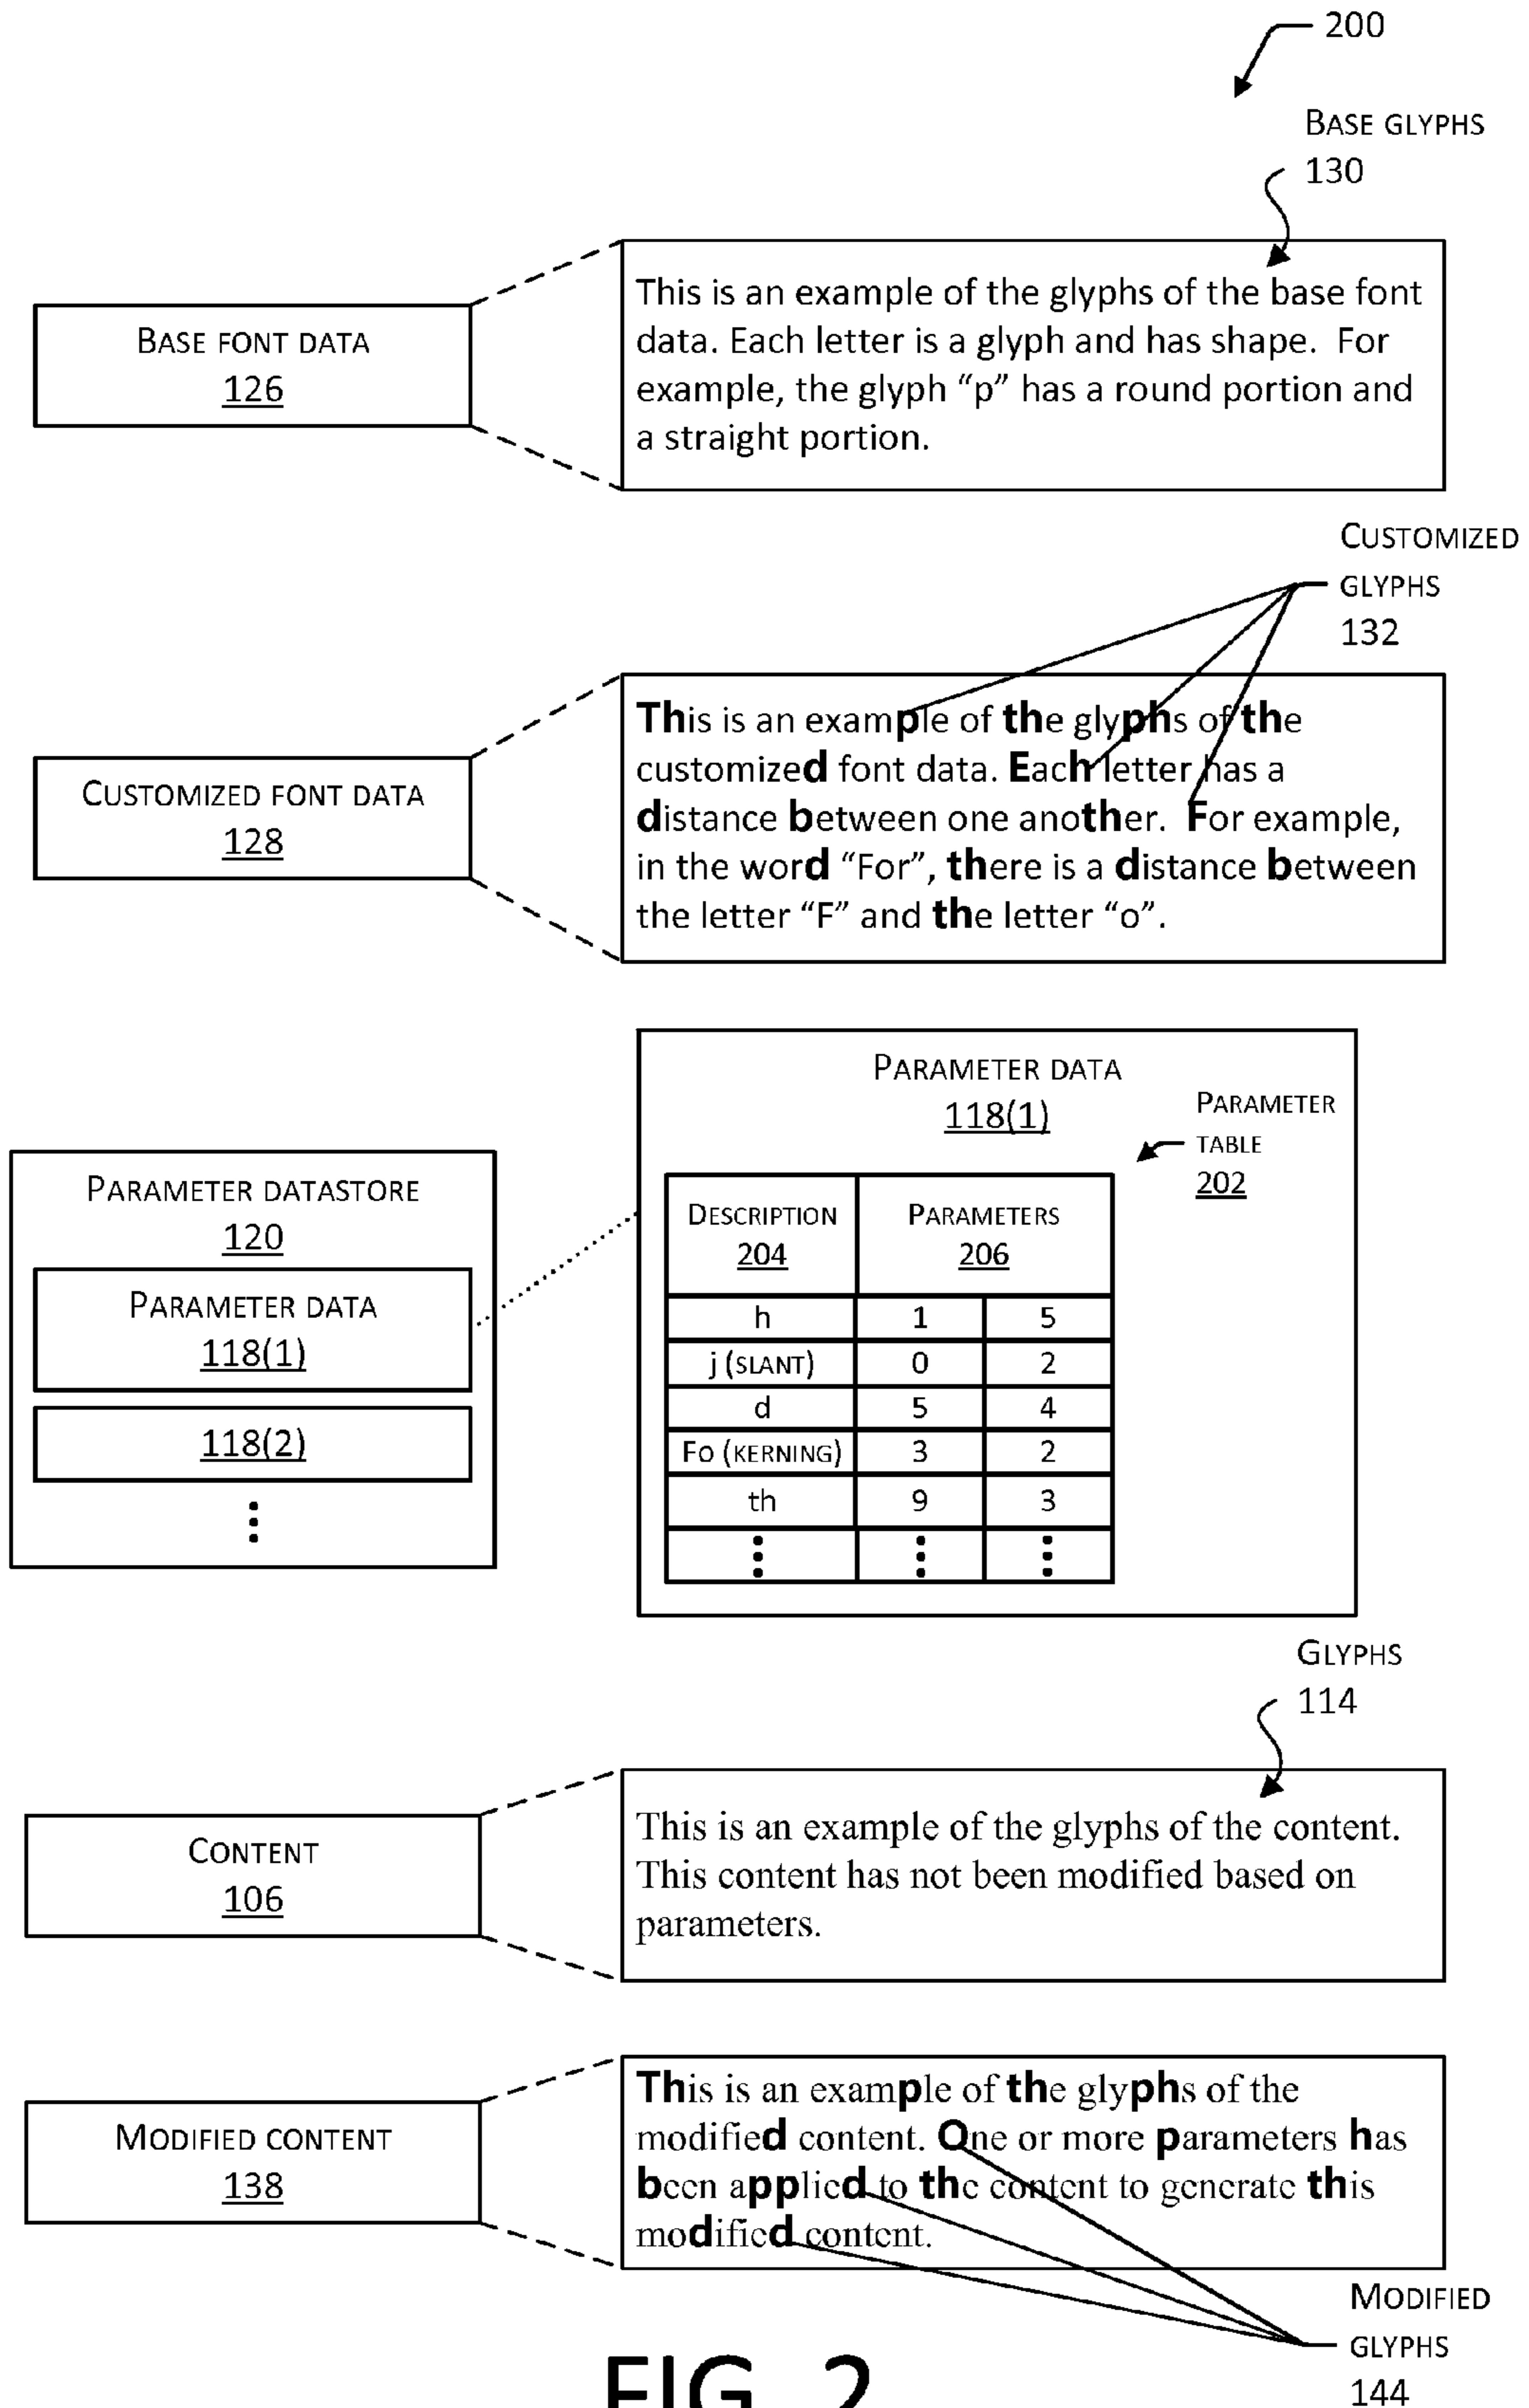 200
BASE GLYPHS
130
BASE FONT DATA
126
This is an example of the glyphs of the base font
data. Each letter is a glyph and has shape.  For
example, the glyph “p” has a round portion and
a straight portion.
CUSTOMIZED
GLYPHS
132
CUSTOMIZED FONT DATA
128
This is an example of the glyphs of the
customized font data. Each letter has a
distance between one another.  For example,
in the word “For”, there is a distance between
the letter “F” and the letter “o”.
PARAMETER DATASTORE
120
PARAMETER DATA
118(1)
118(2)
PARAMETER DATA
118(1)
PARAMETER
TABLE
202
DESCRIPTION PARAMETERS
204 206
h 1 5
j (SLANT) 0 2
d 5 4
Fo (KERNING) 3 2
th 9 3
GLYPHS
114
CONTENT
106
This is an example of the glyphs of the content.
This content has not been modified based on
parameters.
MODIFIED CONTENT
138
This is an example of the glyphs of the
modified content. One or more parameters has
been applied to the content to generate this
modified content.
MODIFIED
GLYPHS
144
FIG. 2